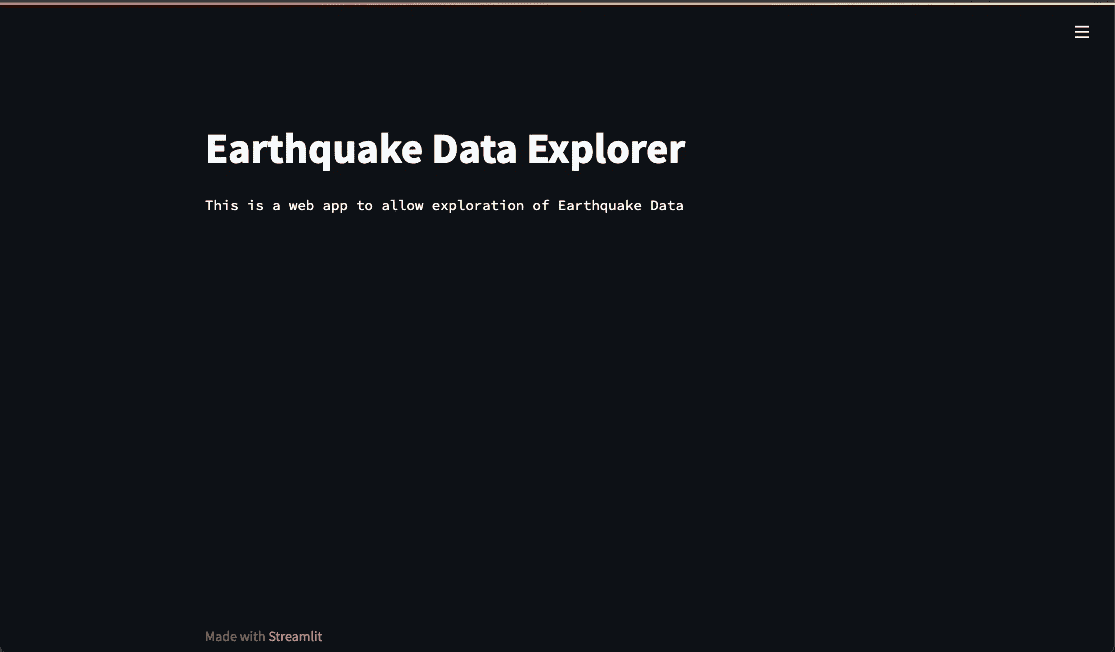 Earthquake Data Explorer
This is a web app to allow exploration of Earthquake Data
Made with Streamlit